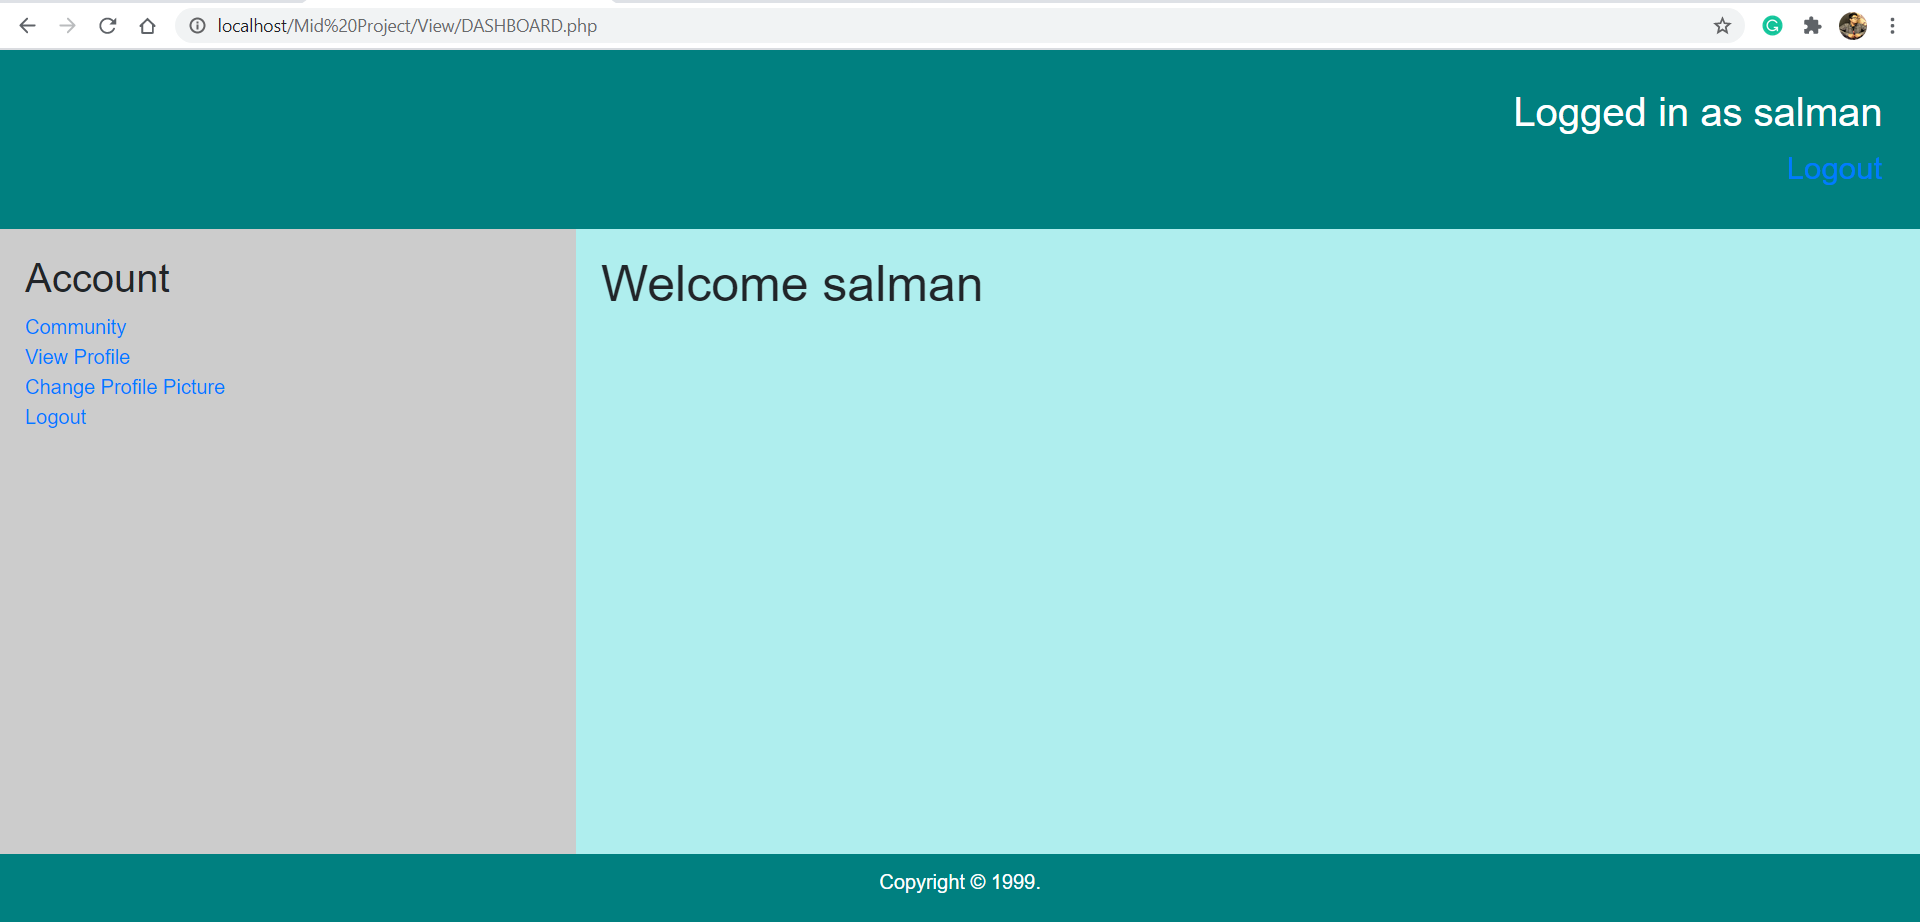 localhost/Mid%20Project/View/DASHBOARD.php
Logged in as salman
Logout
Account
Community
View Profile
Change Profile Picture
Logout
Welcome salman
Copyright © 1999.